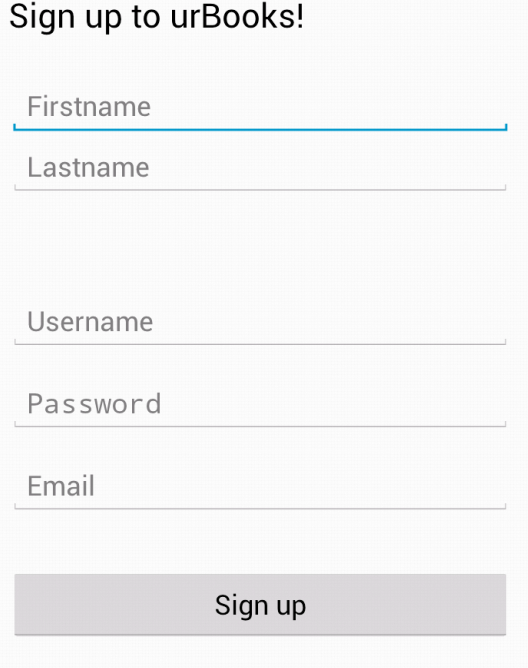 Sign up to urBooks!
Firstname
Lastname
Username
Password
Email
Sign up